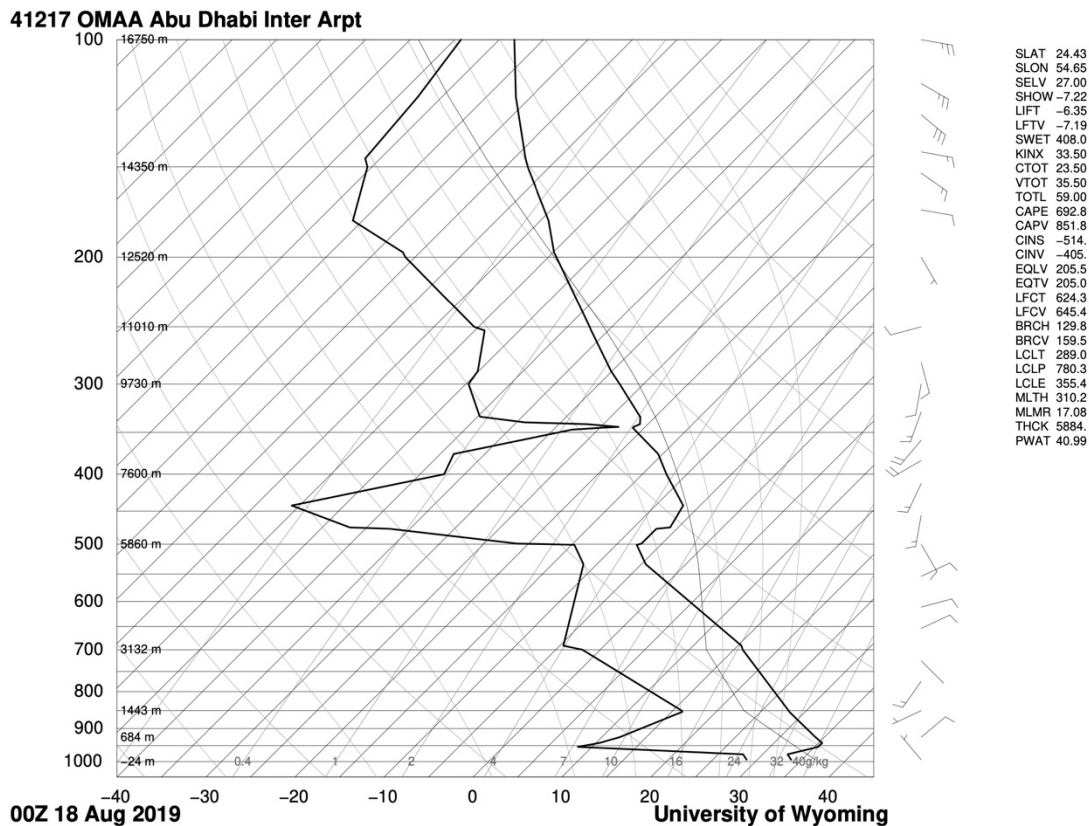 41217 OMAA Abu Dhabi Inter Arpt
100
16750 m
14350 m
200
12520 m
11010 m
300
9730 m
400
7600 m
500
5860 m
600
700
3132 m
800
1443 m
900
684 m
1000
−24 m
0.4 1 2 4 7 10 16 24 32 40g/kg
−40 −30 −20 −10 0 10 20 30 40
00Z 18 Aug 2019
University of Wyoming
SLAT 24.43
SLON 54.65
SELV 27.00
SHOW −7.22
LIFT −6.35
LFTV −7.19
SWET 408.0
KINX 33.50
CTOT 23.50
VTOT 35.50
TOTL 59.00
CAPE 692.8
CAPV 851.8
CINS −514.
CINV −405.
EQLV 205.5
EQTV 205.0
LFCT 624.3
LFCV 645.4
BRCH 129.8
BRCV 159.5
LCLT 289.0
LCLP 780.3
LCLE 355.4
MLTH 310.2
MLMR 17.08
THCK 5884.
PWAT 40.99